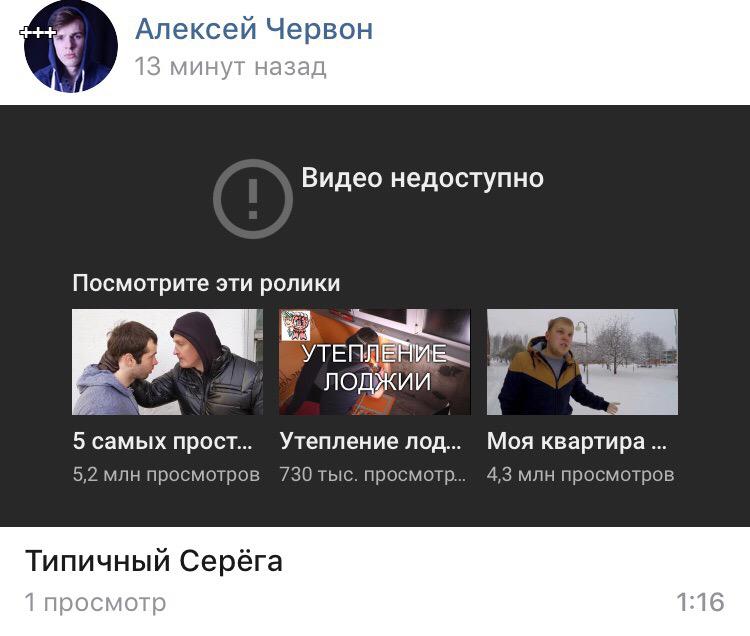 +++
Алексей Червон
13 минут назад
Видео недоступно
Посмотрите эти ролики
УТЕПЛЕНИЕ
ЛОДЖИИ
5 самых прост...
Утепление лод...
Моя квартира ...
5,2 млн просмотров
730 тыс. просмотр...
4,3 млн просмотров
Типичный Серёга
1 просмотр
1:16